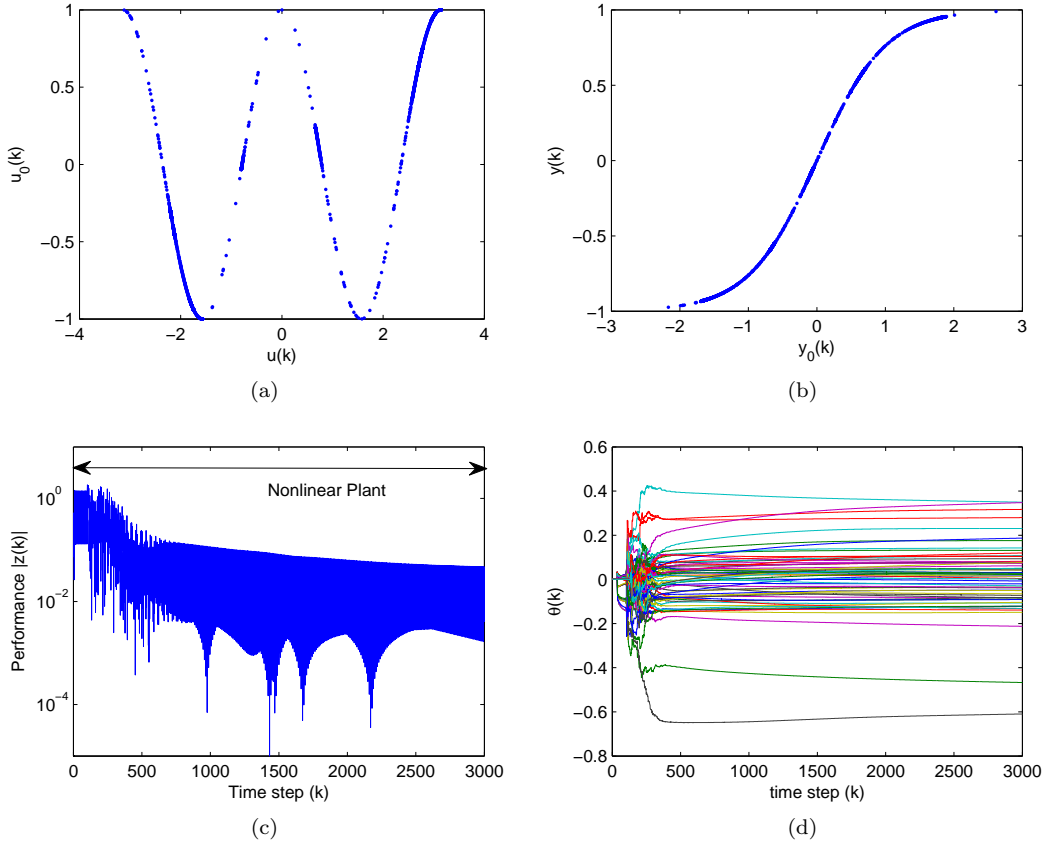 1
0.5
0
−0.5
−1
−4 −2 0 2 4
u0(k)
u(k)
(a)
1
0.5
0
−0.5
−1
−3 −2 −1 0 1 2 3
y(k)
y0(k)
(b)
Nonlinear Plant
10^0
10^−2
10^−4
0 500 1000 1500 2000 2500 3000
Performance |z(k)|
Time step (k)
(c)
0.6
0.4
0.2
0
−0.2
−0.4
−0.6
−0.8
0 500 1000 1500 2000 2500 3000
θ(k)
time step (k)
(d)